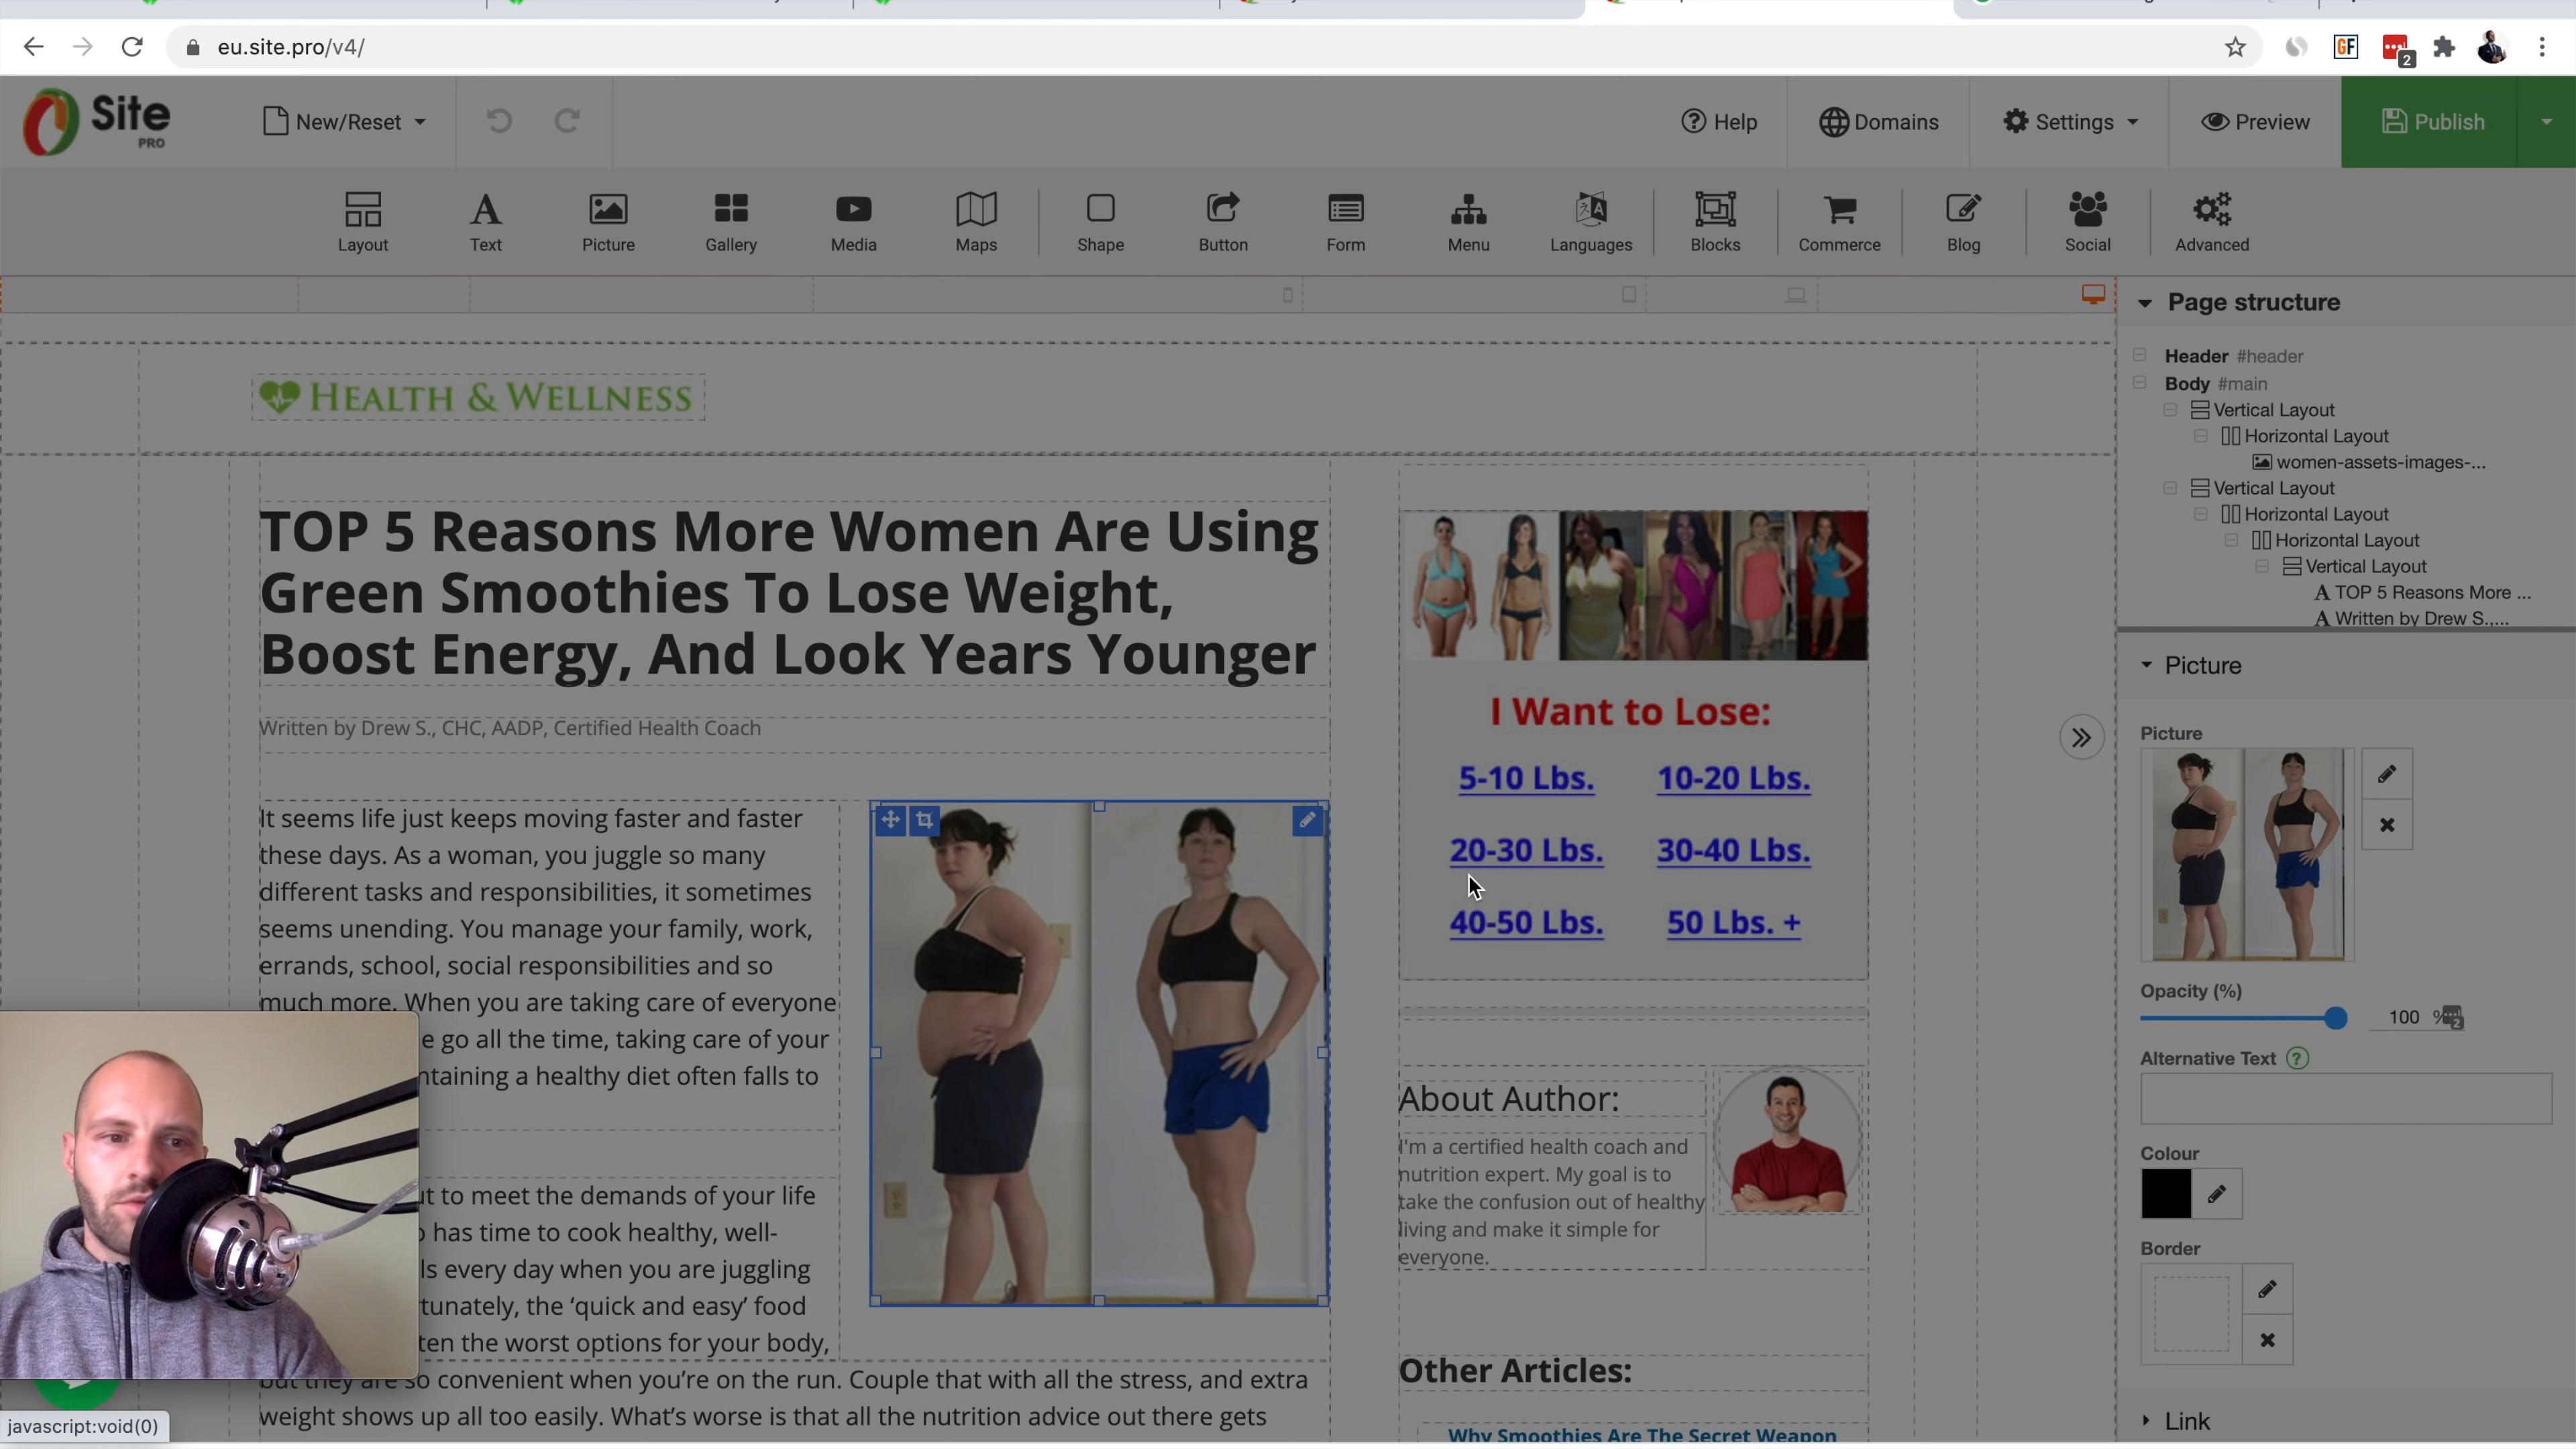 eu.site.pro/v4/
GF
2
Site
PRO
New/Reset
Help
Domains
Settings
Preview
Publish
Layout
Text
Picture
Gallery
Media
Maps
Shape
Button
Form
Menu
Languages
Blocks
Commerce
Blog
Social
Advanced
HEALTH & WELLNESS
TOP 5 Reasons More Women Are Using
Green Smoothies To Lose Weight,
Boost Energy, And Look Years Younger
Written by Drew S., CHC, AADP, Certified Health Coach
It seems life just keeps moving faster and faster
these days. As a woman, you juggle so many
different tasks and responsibilities, it sometimes
seems unending. You manage your family, work,
errands, school, social responsibilities and so
much more. When you are taking care of everyone
e go all the time, taking care of your
ntaining a healthy diet often falls to
ut to meet the demands of your life
has time to cook healthy, well-
ls every day when you are juggling
tunately, the ‘quick and easy’ food
ten the worst options for your body,
but they are so convenient when you’re on the run. Couple that with all the stress, and extra
weight shows up all too easily. What’s worse is that all the nutrition advice out there gets
javascript:void(0)
I Want to Lose:
5-10 Lbs. 10-20 Lbs.
20-30 Lbs. 30-40 Lbs.
40-50 Lbs. 50 Lbs. +
About Author:
I'm a certified health coach and
nutrition expert. My goal is to
take the confusion out of healthy
living and make it simple for
everyone.
Other Articles:
Why Smoothies Are The Secret Weapon
Page structure
Header #header
Body #main
Vertical Layout
Horizontal Layout
women-assets-images-...
Vertical Layout
Horizontal Layout
Horizontal Layout
Vertical Layout
TOP 5 Reasons More ...
Written by Drew S.,...
Picture
Picture
Opacity (%)
100 %
2
Alternative Text ?
Colour
Border
Link